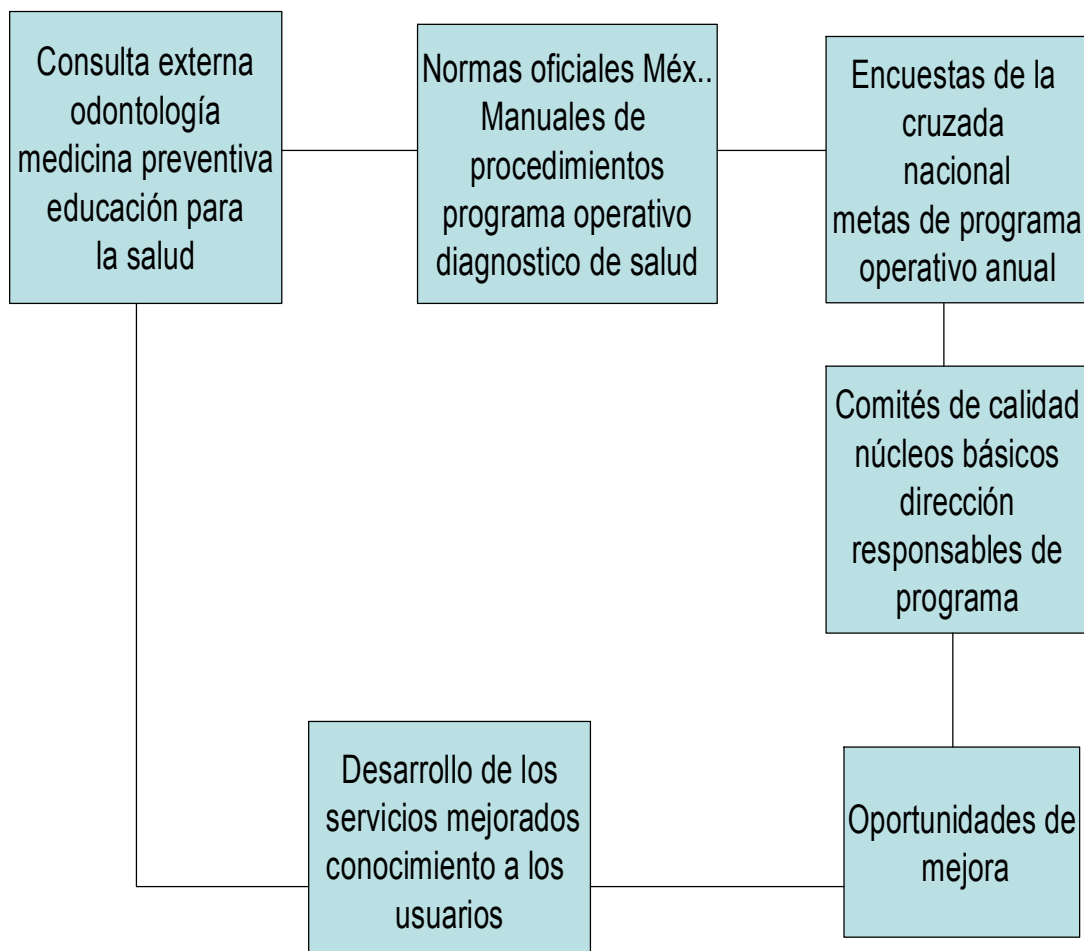 Consulta externa
odontología
medicina preventiva
educación para
la salud
Normas oficiales Méx..
Manuales de
procedimientos
programa operativo
diagnostico de salud
Encuestas de la
cruzada
nacional
metas de programa
operativo anual
Comités de calidad
núcleos básicos
dirección
responsables de
programa
Oportunidades de
mejora
Desarrollo de los
servicios mejorados
conocimiento a los
usuarios